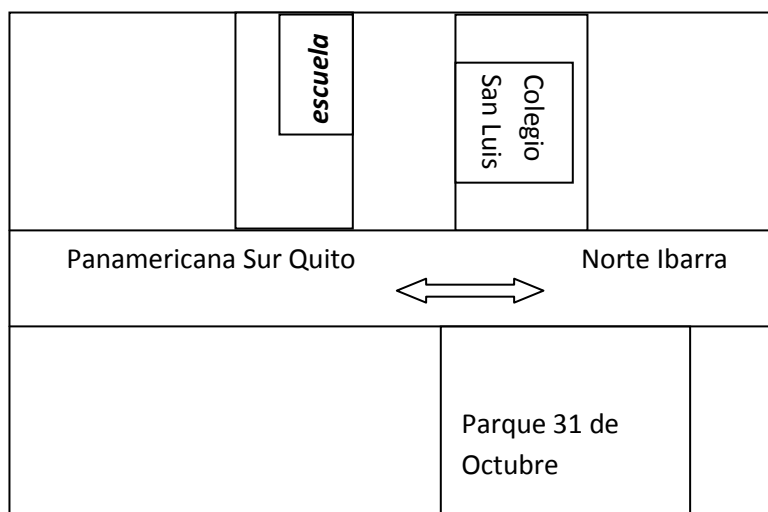 escuela
Colegio
San Luis
Panamericana Sur Quito
Norte Ibarra
Parque 31 de
Octubre